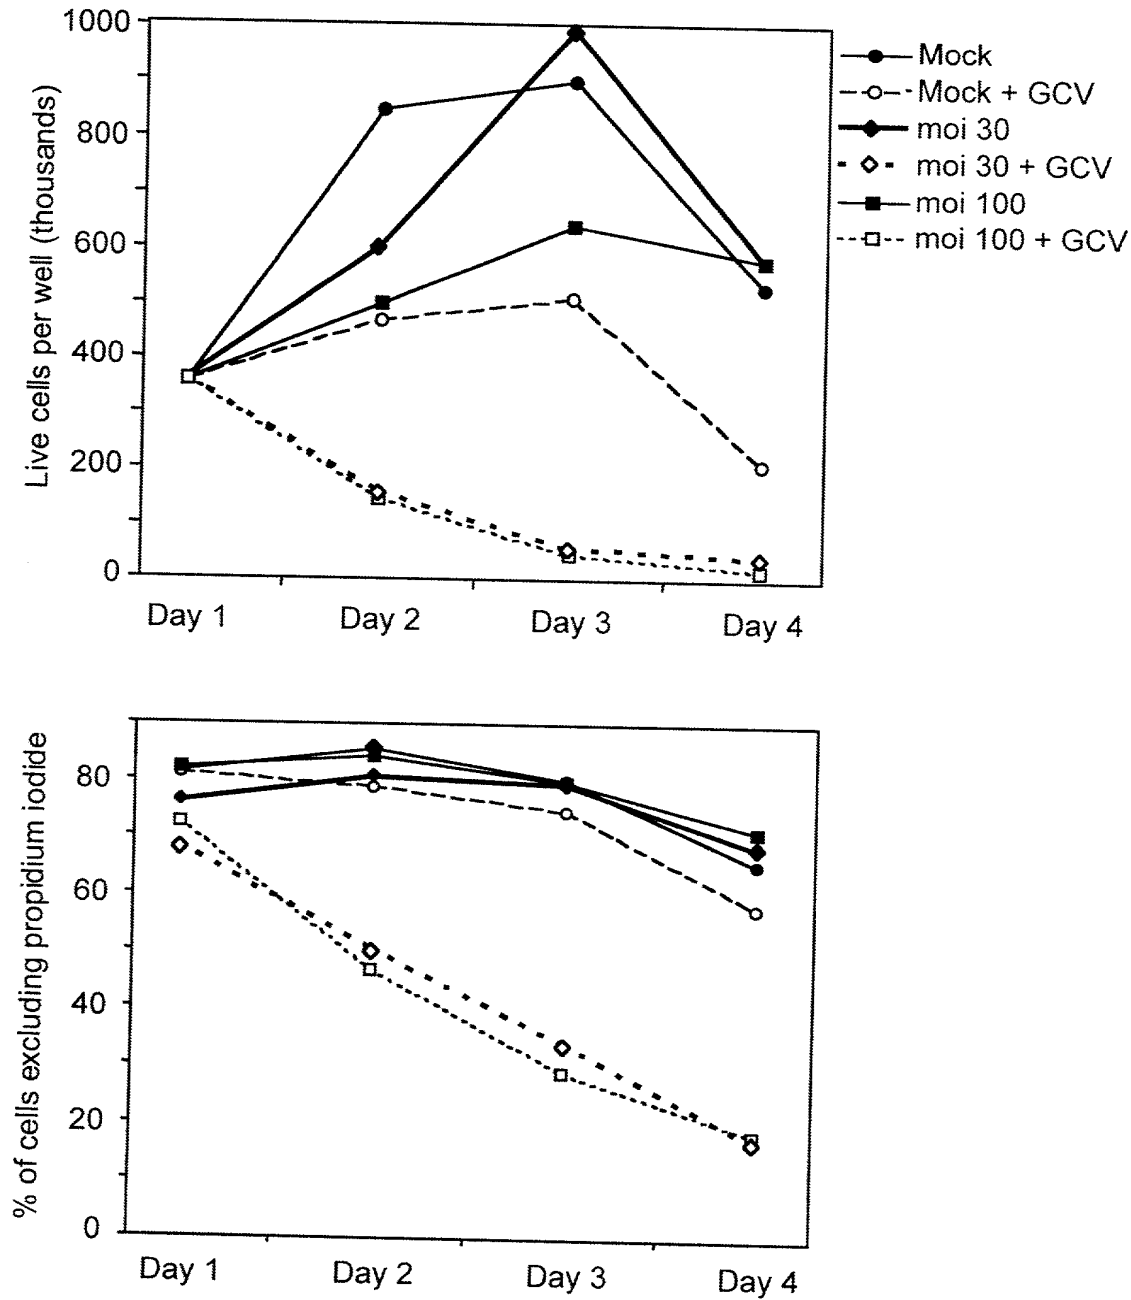 1000
800
600
400
200
0
Live cells per well (thousands)
Day 1 Day 2 Day 3 Day 4
Mock
Mock + GCV
moi 30
moi 30 + GCV
moi 100
moi 100 + GCV
80
60
40
20
0
% of cells excluding propidium iodide
Day 1 Day 2 Day 3 Day 4